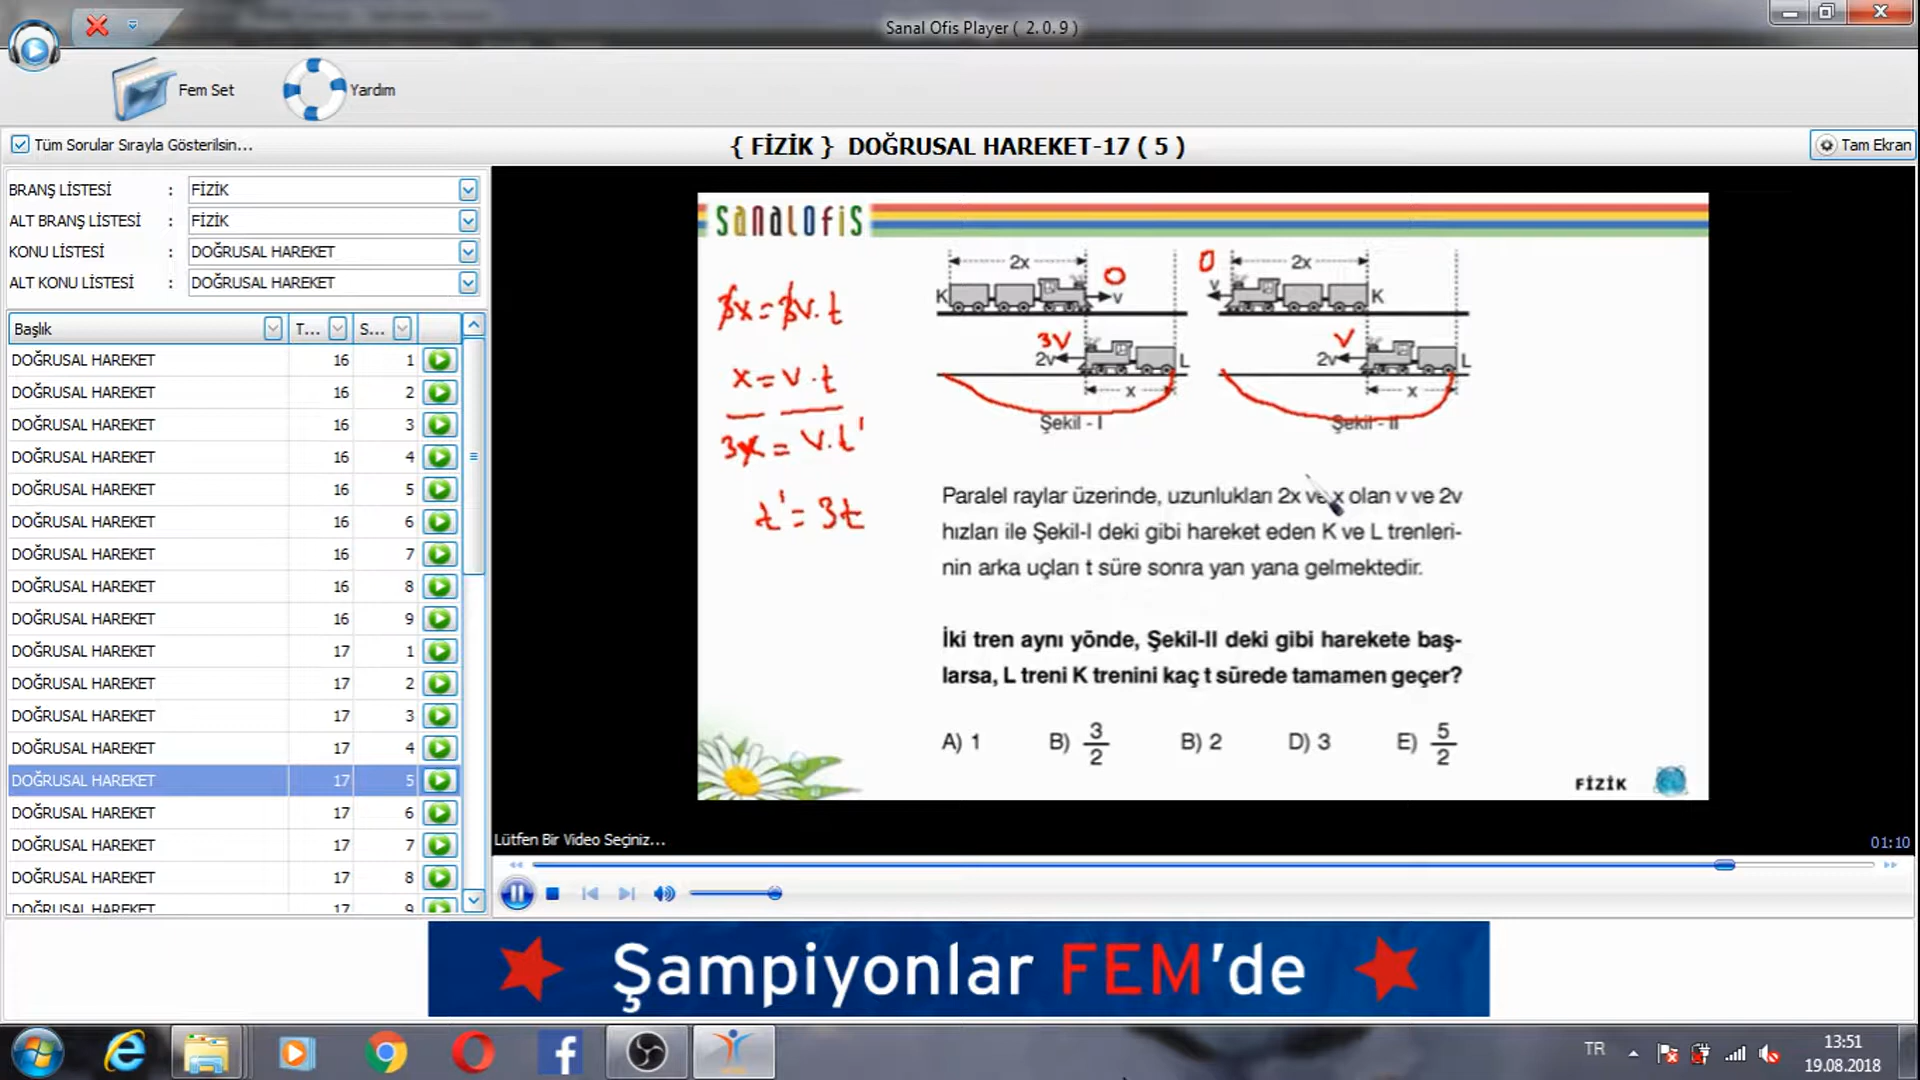 Sanal Ofis Player ( 2.0.9 )
Fem Set
Yardım
Tüm Sorular Sırayla Gösterilsin...
{ FİZİK } DOĞRUSAL HAREKET-17 ( 5 )
Tam Ekran
BRANŞ LİSTESİ : FİZİK
ALT BRANŞ LİSTESİ : FİZİK
KONU LİSTESİ : DOĞRUSAL HAREKET
ALT KONU LİSTESİ : DOĞRUSAL HAREKET
Başlık T... S...
DOĞRUSAL HAREKET 16 1
DOĞRUSAL HAREKET 16 2
DOĞRUSAL HAREKET 16 3
DOĞRUSAL HAREKET 16 4
DOĞRUSAL HAREKET 16 5
DOĞRUSAL HAREKET 16 6
DOĞRUSAL HAREKET 16 7
DOĞRUSAL HAREKET 16 8
DOĞRUSAL HAREKET 16 9
DOĞRUSAL HAREKET 17 1
DOĞRUSAL HAREKET 17 2
DOĞRUSAL HAREKET 17 3
DOĞRUSAL HAREKET 17 4
DOĞRUSAL HAREKET 17 5
DOĞRUSAL HAREKET 17 6
DOĞRUSAL HAREKET 17 7
DOĞRUSAL HAREKET 17 8
DOĞRUSAL HAREKET 17 9
SANALOFİS
2x 0 0 2x
K v v K
3x = 3v.t
3v v
2v L 2v L
x x
x = v.t
Şekil - I Şekil - II
3x = v.t'
t' = 3t
Paralel raylar üzerinde, uzunlukları 2x ve x olan v ve 2v
hızları ile Şekil-I deki gibi hareket eden K ve L trenleri-
nin arka uçları t süre sonra yan yana gelmektedir.
İki tren aynı yönde, Şekil-II deki gibi harekete baş-
larsa, L treni K trenini kaç t sürede tamamen geçer?
A) 1 B) 3/2 B) 2 D) 3 E) 5/2
FİZİK
Lütfen Bir Video Seçiniz...
01:10
Şampiyonlar FEM'de
TR
13:51
19.08.2018